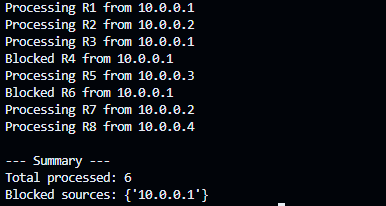 Processing R1 from 10.0.0.1
Processing R2 from 10.0.0.2
Processing R3 from 10.0.0.1
Blocked R4 from 10.0.0.1
Processing R5 from 10.0.0.3
Blocked R6 from 10.0.0.1
Processing R7 from 10.0.0.2
Processing R8 from 10.0.0.4

--- Summary ---
Total processed: 6
Blocked sources: {'10.0.0.1'}